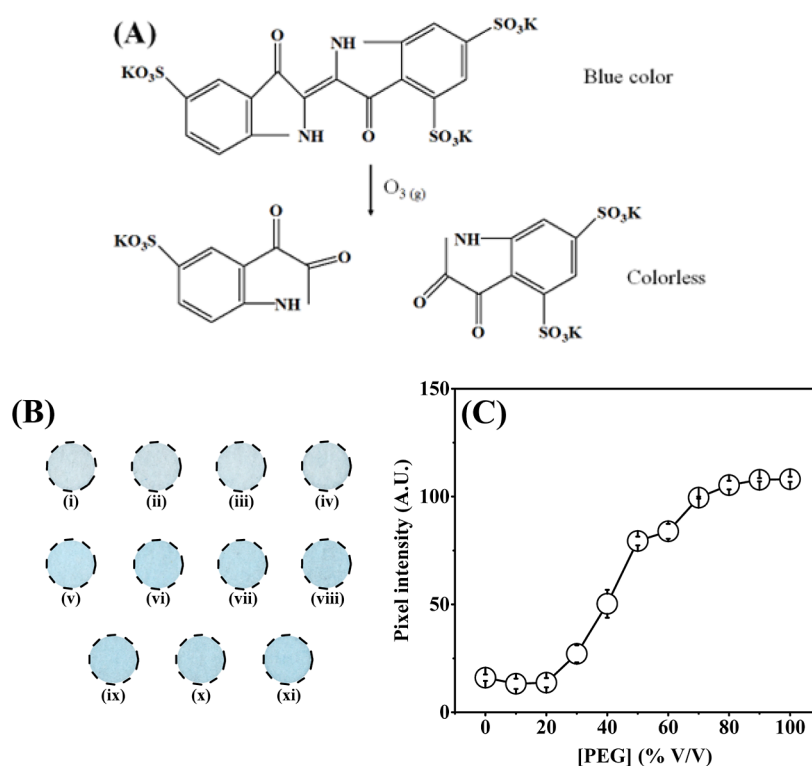 (A)
O
NH
SO₃K
KO₃S
Blue color
NH
O
SO₃K
O₃ (g)
O
KO₃S
O
NH
NH
SO₃K
Colorless
O
O
SO₃K
(B)
(i) (ii) (iii) (iv)
(v) (vi) (vii) (viii)
(ix) (x) (xi)
(C)
150
100
50
0
Pixel intensity (A.U.)
0 20 40 60 80 100
[PEG] (% V/V)